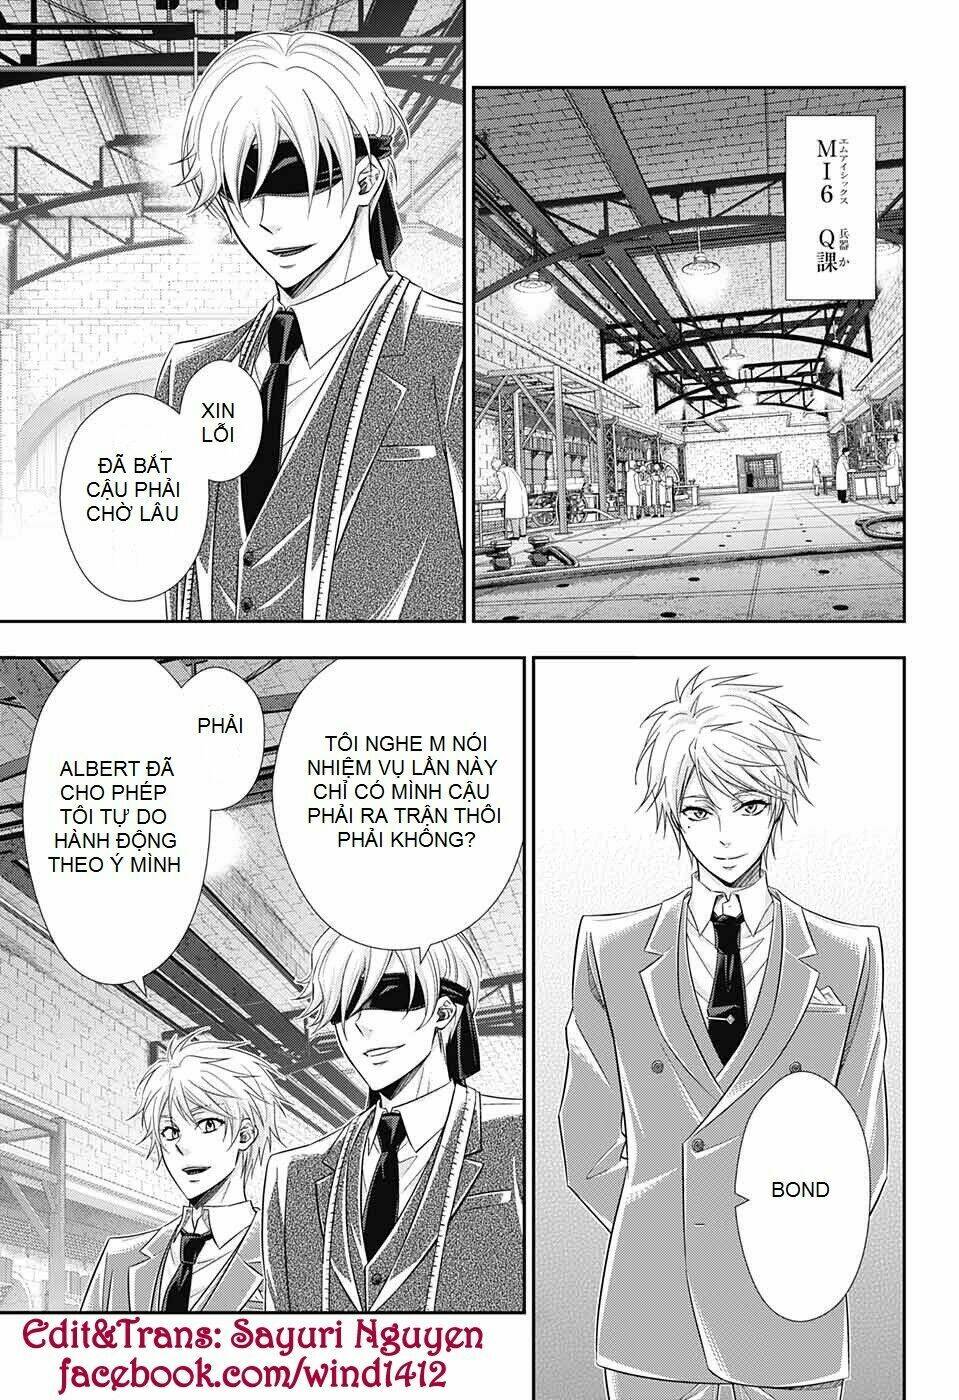 MI6 Q課
エムアイシックス
兵器 か
XIN
LỖI
ĐÃ BẮT
CẬU PHẢI
CHỜ LÂU
BOND
TÔI NGHE M NÓI
NHIỆM VỤ LẦN NÀY
CHỈ CÓ MÌNH CẬU
PHẢI RA TRẬN THÔI
PHẢI KHÔNG?
PHẢI
ALBERT ĐÃ
CHO PHÉP
TÔI TỰ DO
HÀNH ĐỘNG
THEO Ý MÌNH
Edit&Trans: Sayuri Nguyen
facebook.com/wind1412